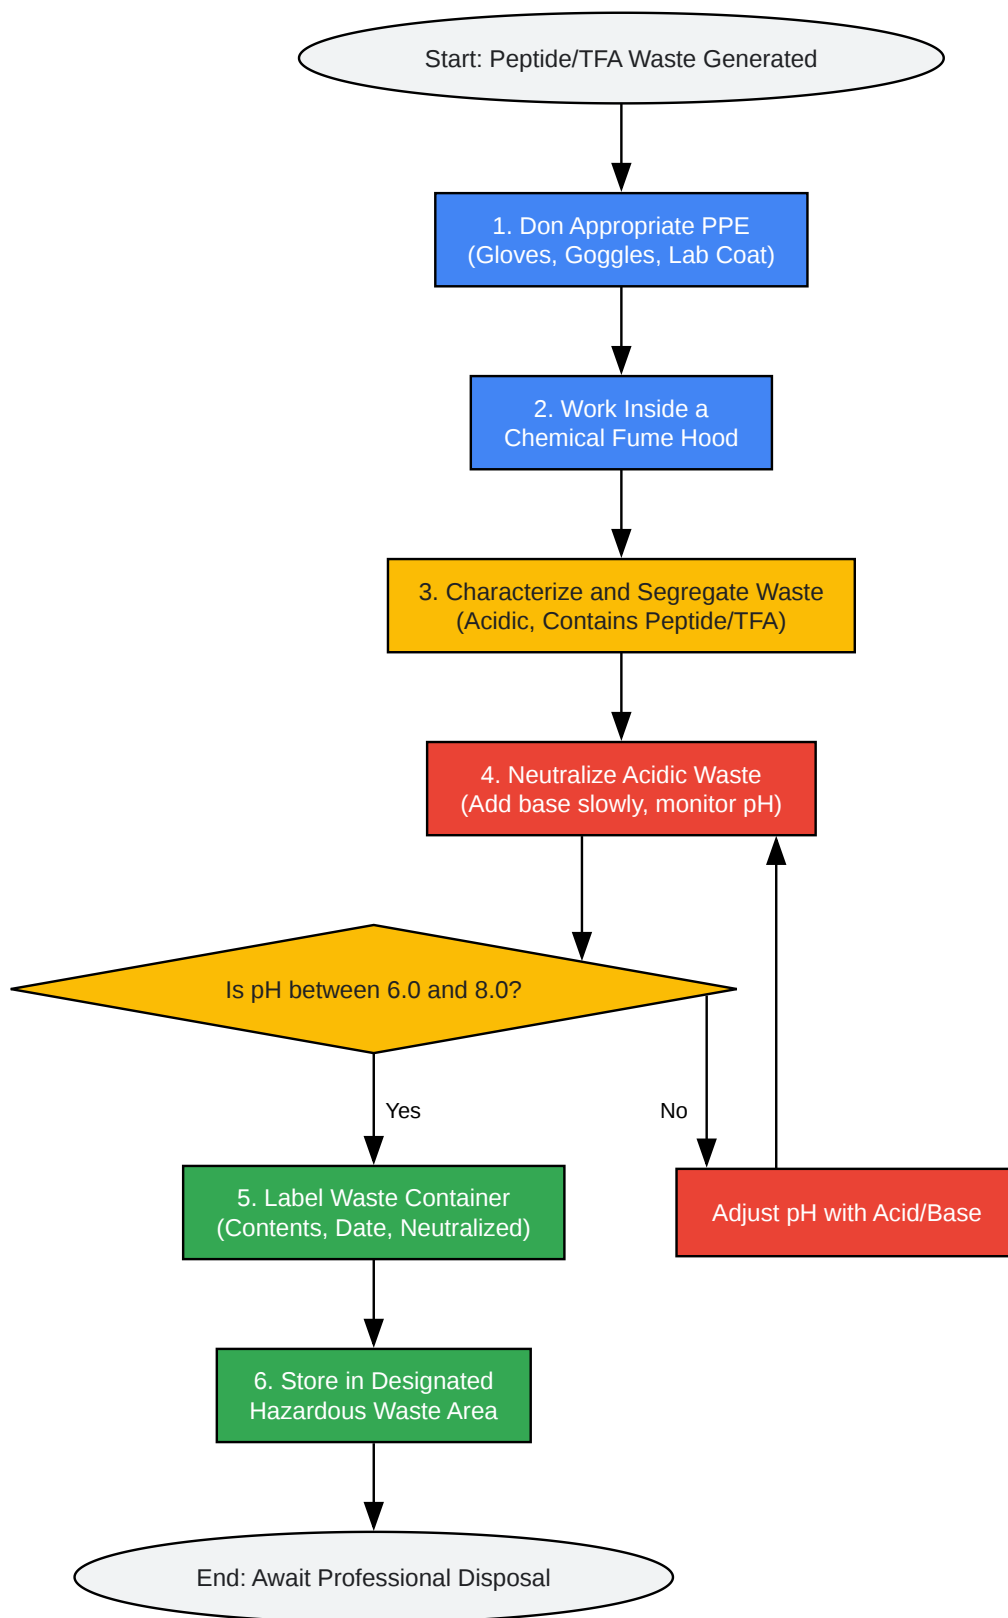 Start: Peptide/TFA Waste Generated
1. Don Appropriate PPE
(Gloves, Goggles, Lab Coat)
2. Work Inside a
Chemical Fume Hood
3. Characterize and Segregate Waste
(Acidic, Contains Peptide/TFA)
4. Neutralize Acidic Waste
(Add base slowly, monitor pH)
Is pH between 6.0 and 8.0?
Yes
No
5. Label Waste Container
(Contents, Date, Neutralized)
Adjust pH with Acid/Base
6. Store in Designated
Hazardous Waste Area
End: Await Professional Disposal